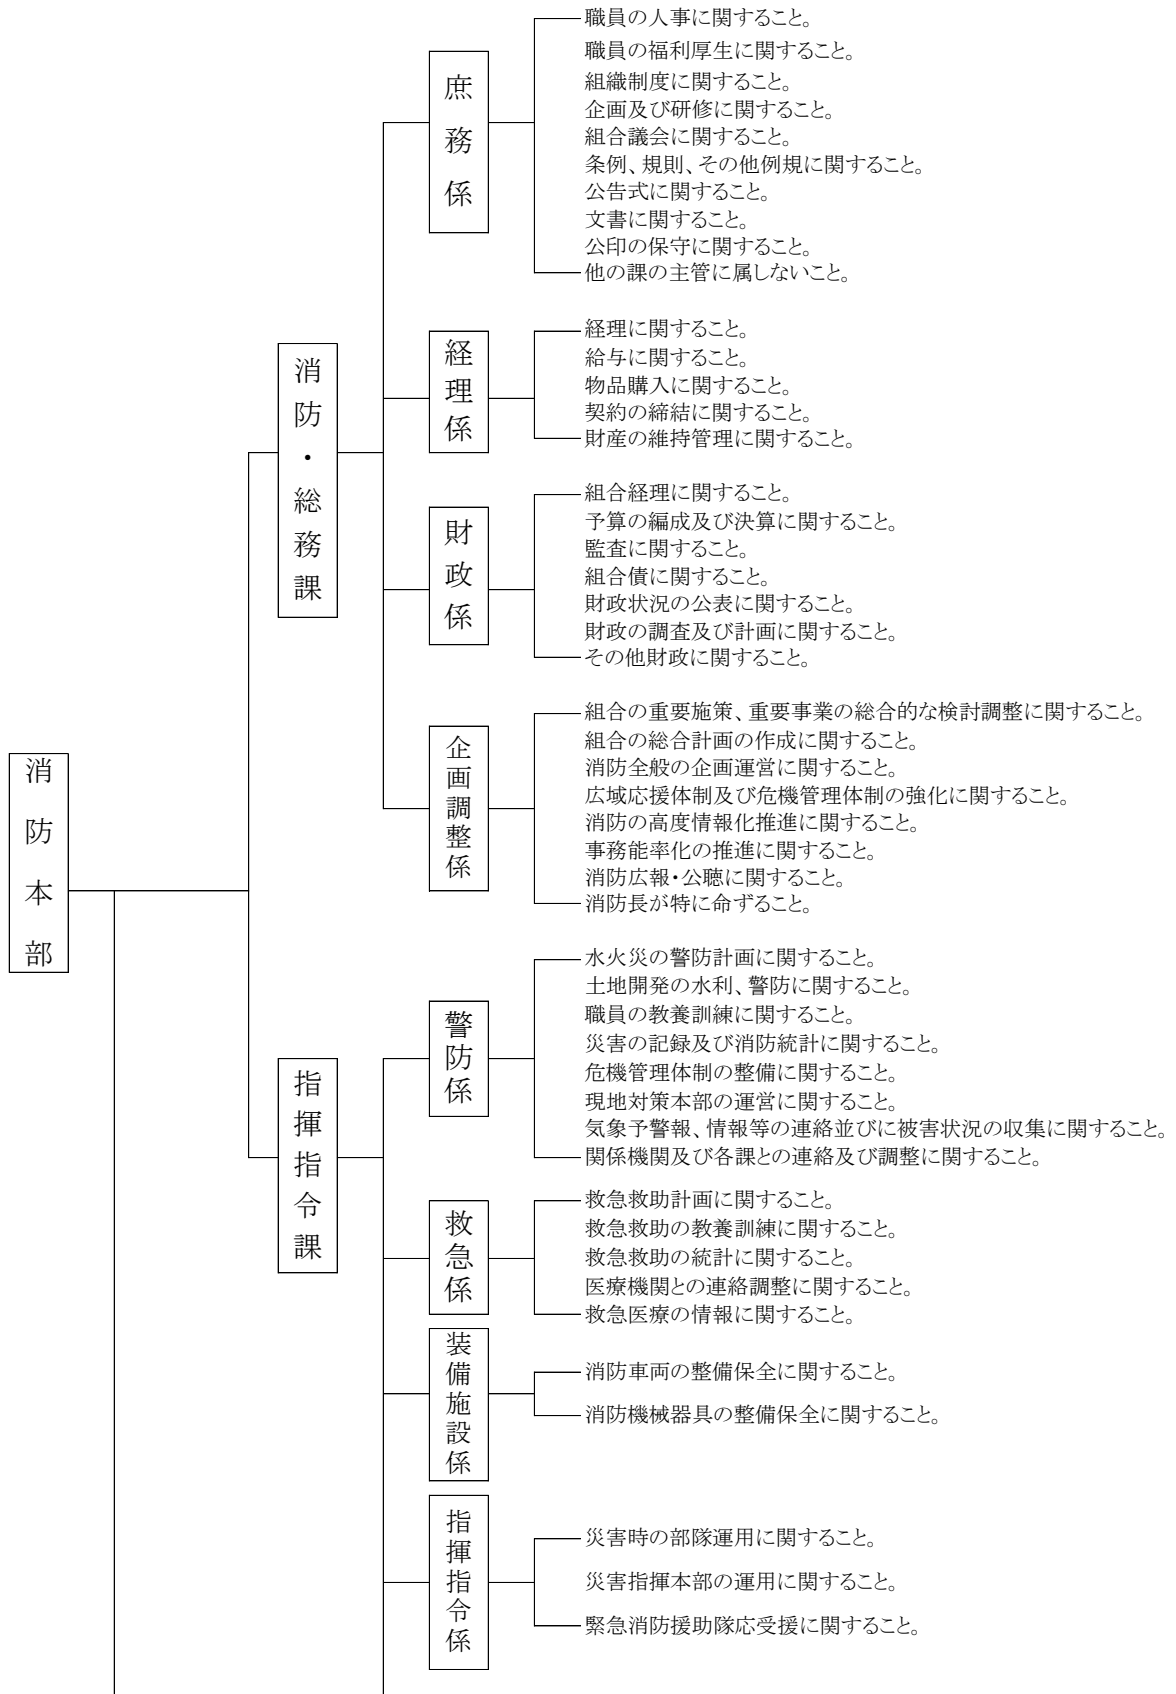 消防本部
消防・総務課
庶務係
職員の人事に関すること。
職員の福利厚生に関すること。
組織制度に関すること。
企画及び研修に関すること。
組合議会に関すること。
条例、規則、その他例規に関すること。
公告式に関すること。
文書に関すること。
公印の保守に関すること。
他の課の主管に属しないこと。
経理係
経理に関すること。
給与に関すること。
物品購入に関すること。
契約の締結に関すること。
財産の維持管理に関すること。
財政係
組合経理に関すること。
予算の編成及び決算に関すること。
監査に関すること。
組合債に関すること。
財政状況の公表に関すること。
財政の調査及び計画に関すること。
その他財政に関すること。
企画調整係
組合の重要施策、重要事業の総合的な検討調整に関すること。
組合の総合計画の作成に関すること。
消防全般の企画運営に関すること。
広域応援体制及び危機管理体制の強化に関すること。
消防の高度情報化推進に関すること。
事務能率化の推進に関すること。
消防広報・公聴に関すること。
消防長が特に命ずること。
指揮指令課
警防係
水火災の警防計画に関すること。
土地開発の水利、警防に関すること。
職員の教養訓練に関すること。
災害の記録及び消防統計に関すること。
危機管理体制の整備に関すること。
現地対策本部の運営に関すること。
気象予警報、情報等の連絡並びに被害状況の収集に関すること。
関係機関及び各課との連絡及び調整に関すること。
救急係
救急救助計画に関すること。
救急救助の教養訓練に関すること。
救急救助の統計に関すること。
医療機関との連絡調整に関すること。
救急医療の情報に関すること。
装備施設係
消防車両の整備保全に関すること。
消防機械器具の整備保全に関すること。
指揮指令係
災害時の部隊運用に関すること。
災害指揮本部の運用に関すること。
緊急消防援助隊応受援に関すること。